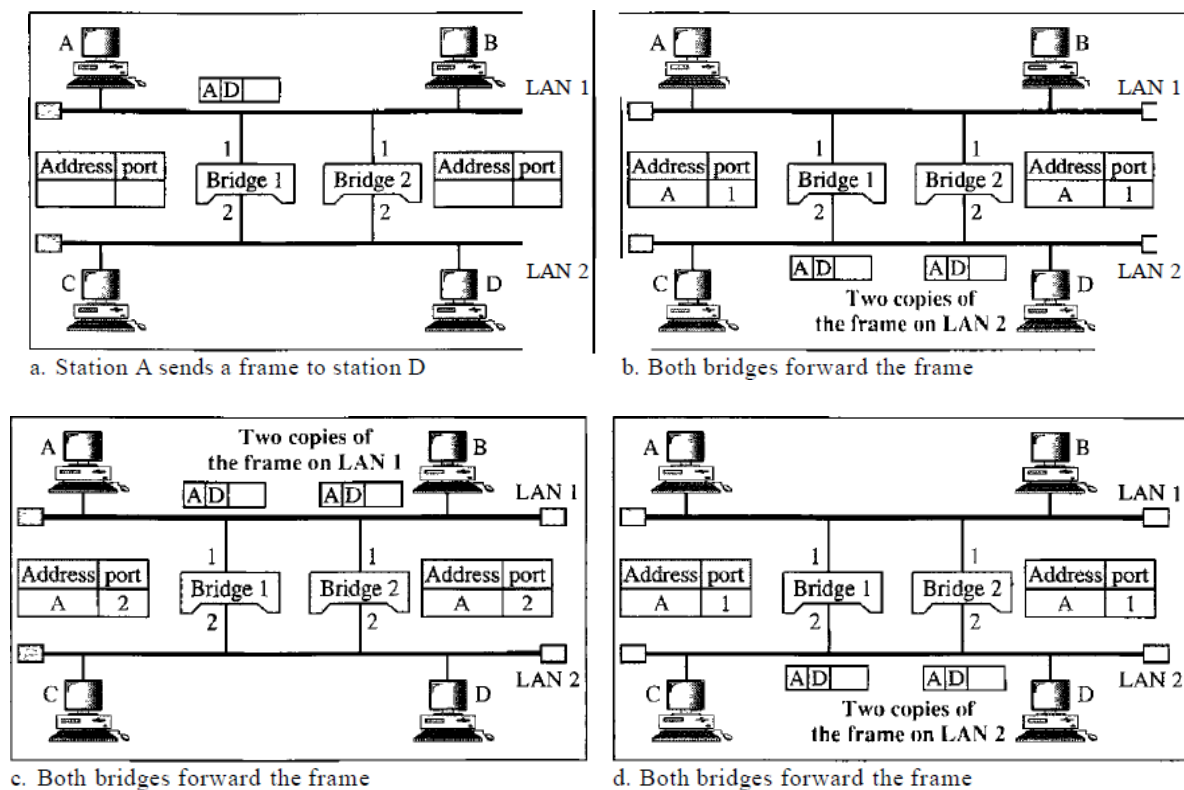 A
B
A D
LAN 1
1
1
Address port
Bridge 1
Bridge 2
Address port
2
2
LAN 2
C
D
a. Station A sends a frame to station D
A
B
LAN 1
1
1
Address port
Bridge 1
Bridge 2
Address port
A 1
A 1
2
2
A D
A D
LAN 2
C
D
Two copies of
the frame on LAN 2
b. Both bridges forward the frame
A
Two copies of
the frame on LAN 1
B
A D
A D
LAN 1
1
1
Address port
Bridge 1
Bridge 2
Address port
A 2
A 2
2
2
LAN 2
C
D
c. Both bridges forward the frame
A
B
LAN 1
1
1
Address port
Bridge 1
Bridge 2
Address port
A 1
A 1
2
2
A D
A D
LAN 2
C
D
Two copies of
the frame on LAN 2
d. Both bridges forward the frame